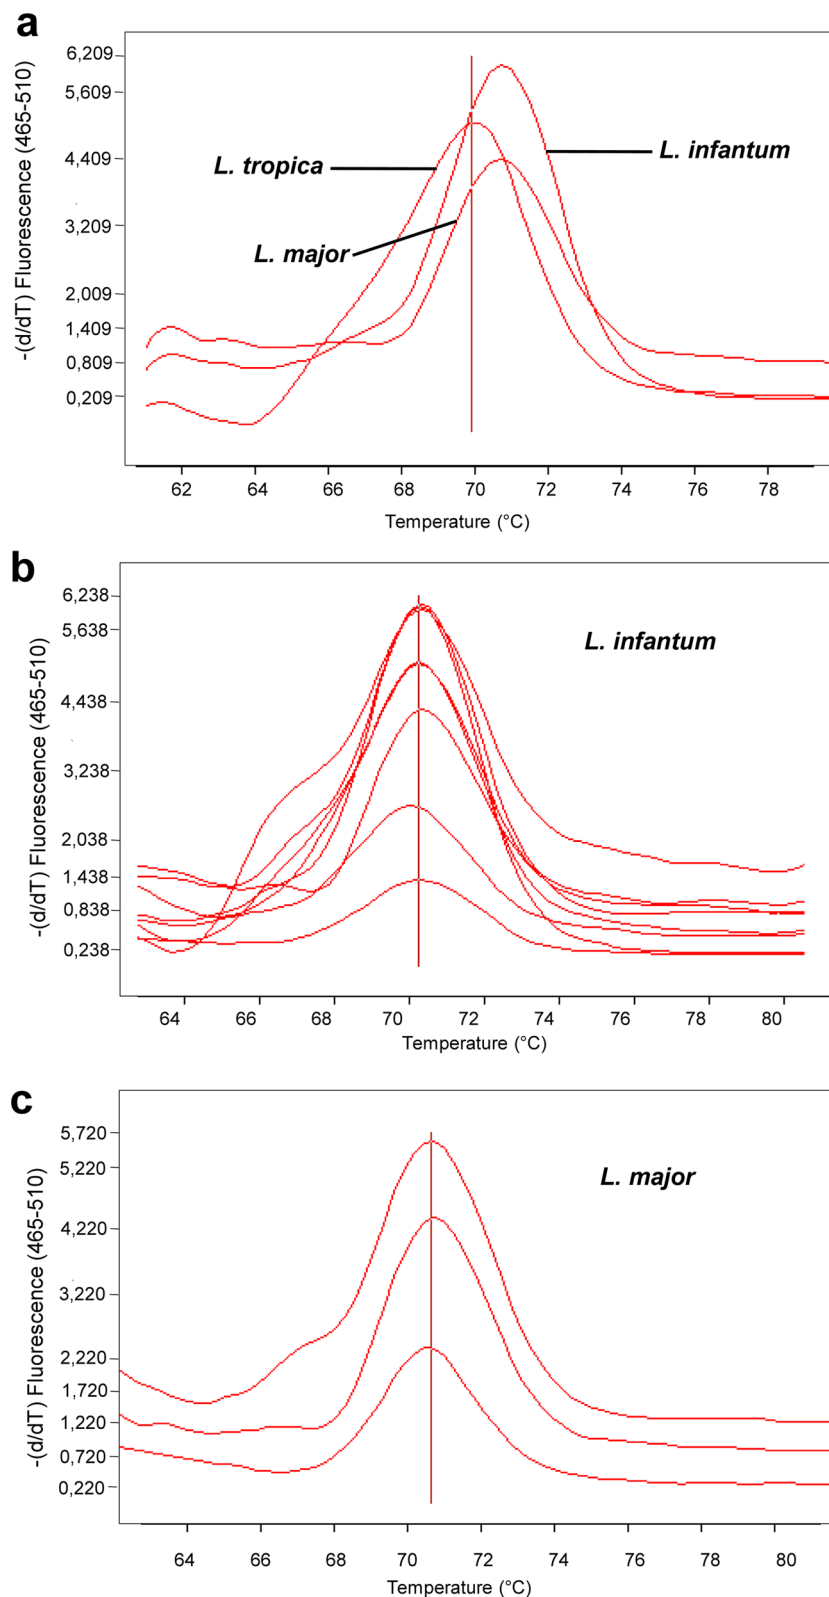 a
-(d/dT) Fluorescence (465-510)
6,209
5,609
4,409
3,209
2,009
1,409
0,809
0,209
L. tropica
L. infantum
L. major
62 64 66 68 70 72 74 76 78
Temperature (°C)
b
-(d/dT) Fluorescence (465-510)
6,238
5,638
4,438
3,238
2,038
1,438
0,838
0,238
L. infantum
64 66 68 70 72 74 76 78 80
Temperature (°C)
c
-(d/dT) Fluorescence (465-510)
5,720
5,220
4,220
3,220
2,220
1,720
1,220
0,720
0,220
L. major
64 66 68 70 72 74 76 78 80
Temperature (°C)